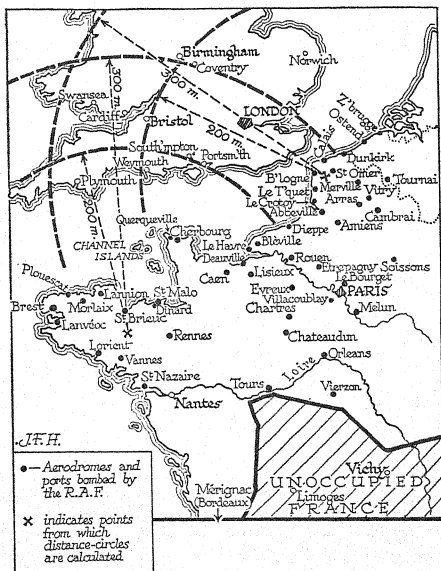 Birmingham
Coventry
Norwich
300 m.
300 m.
Swansea
Cardiff
Bristol
LONDON
200 m.
Z'brugge
Ostend
Calais
South'mpton
Portsm'th
Weymouth
Plymouth
200 m.
Dunkirk
B'logne
St Omer
Tournai
Le T'quet
Merville
Vitry
Le Crotoy
Arras
Abbeville
Cambrai
Querqueville
Cherbourg
Dieppe
Amiens
CHANNEL
ISLANDS
Le Havre
Bléville
Deauville
Rouen
Caen
Lisieux
Soissons
Le Bourget
Evreux
PARIS
Villacoublay
Plouescat
Lannion
St Malo
Brest
Morlaix
Dinard
Chartres
Melun
Lanvéoc
St Brieuc
Rennes
Chateaudun
Lorient
Vannes
Orleans
Loire
St Nazaire
Tours
Vierzon
Nantes
J.F.H.
Vichy
UNOCCUPIED
Limoges
FRANCE
Mérignac
(Bordeaux)
•— Aerodromes and
ports bombed by
the R.A.F.
× indicates points
from which
distance-circles
are calculated